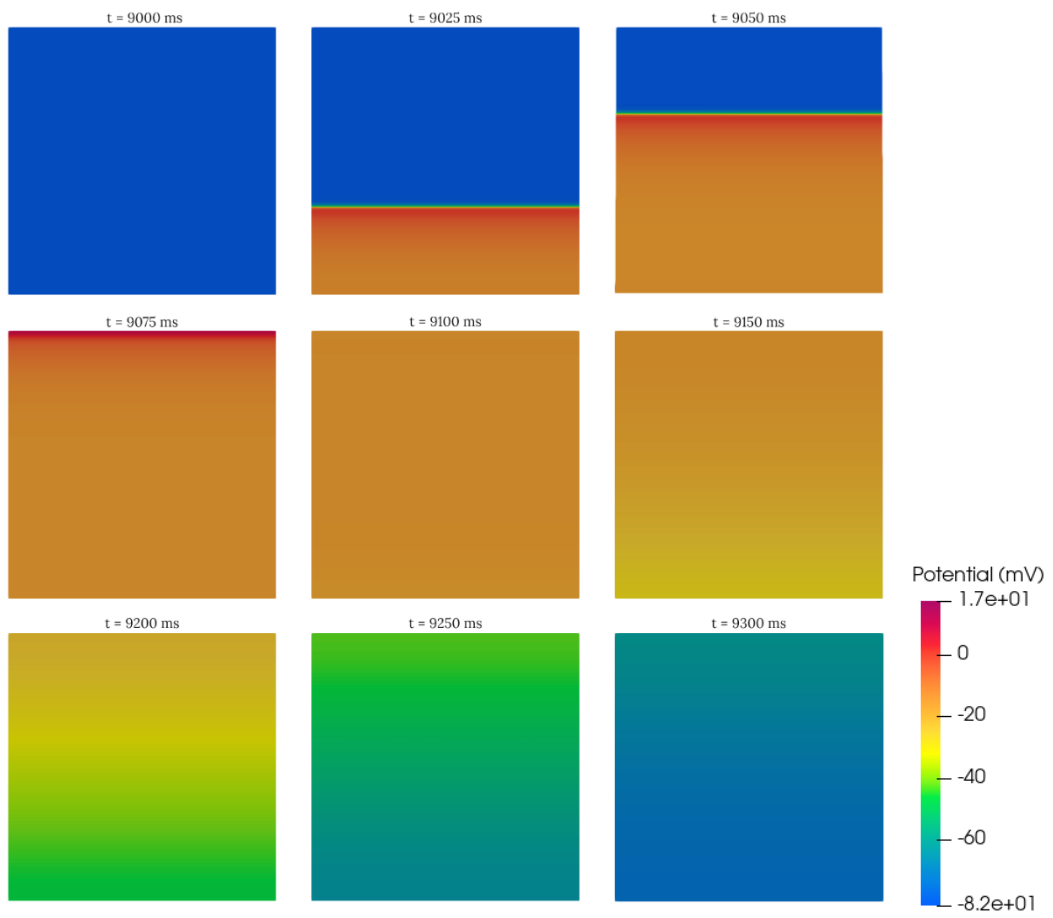 t = 9000 ms
t = 9025 ms
t = 9050 ms
t = 9075 ms
t = 9100 ms
t = 9150 ms
t = 9200 ms
t = 9250 ms
t = 9300 ms
Potential (mV)
1.7e+01
0
-20
-40
-60
-8.2e+01